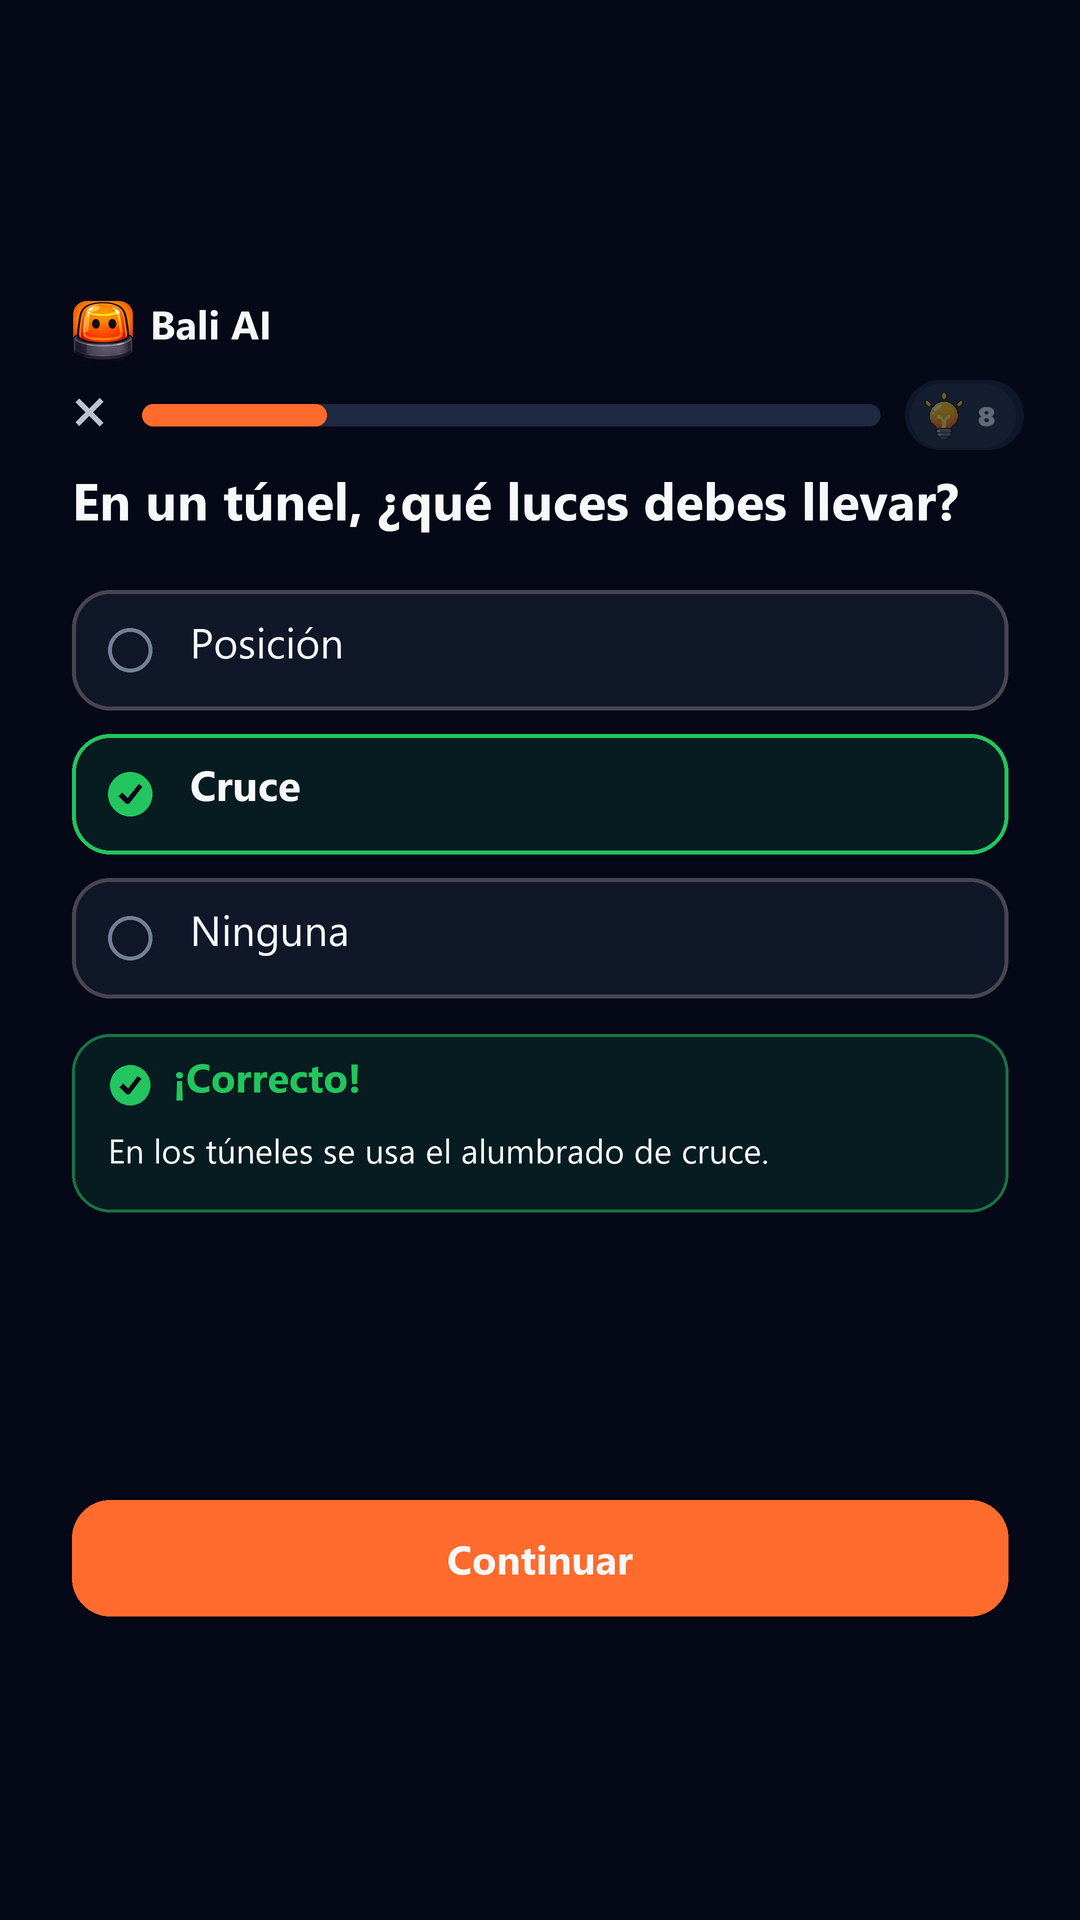 Bali AI
8
En un túnel, ¿qué luces debes llevar?
Posición
Cruce
Ninguna
¡Correcto!
En los túneles se usa el alumbrado de cruce.
Continuar